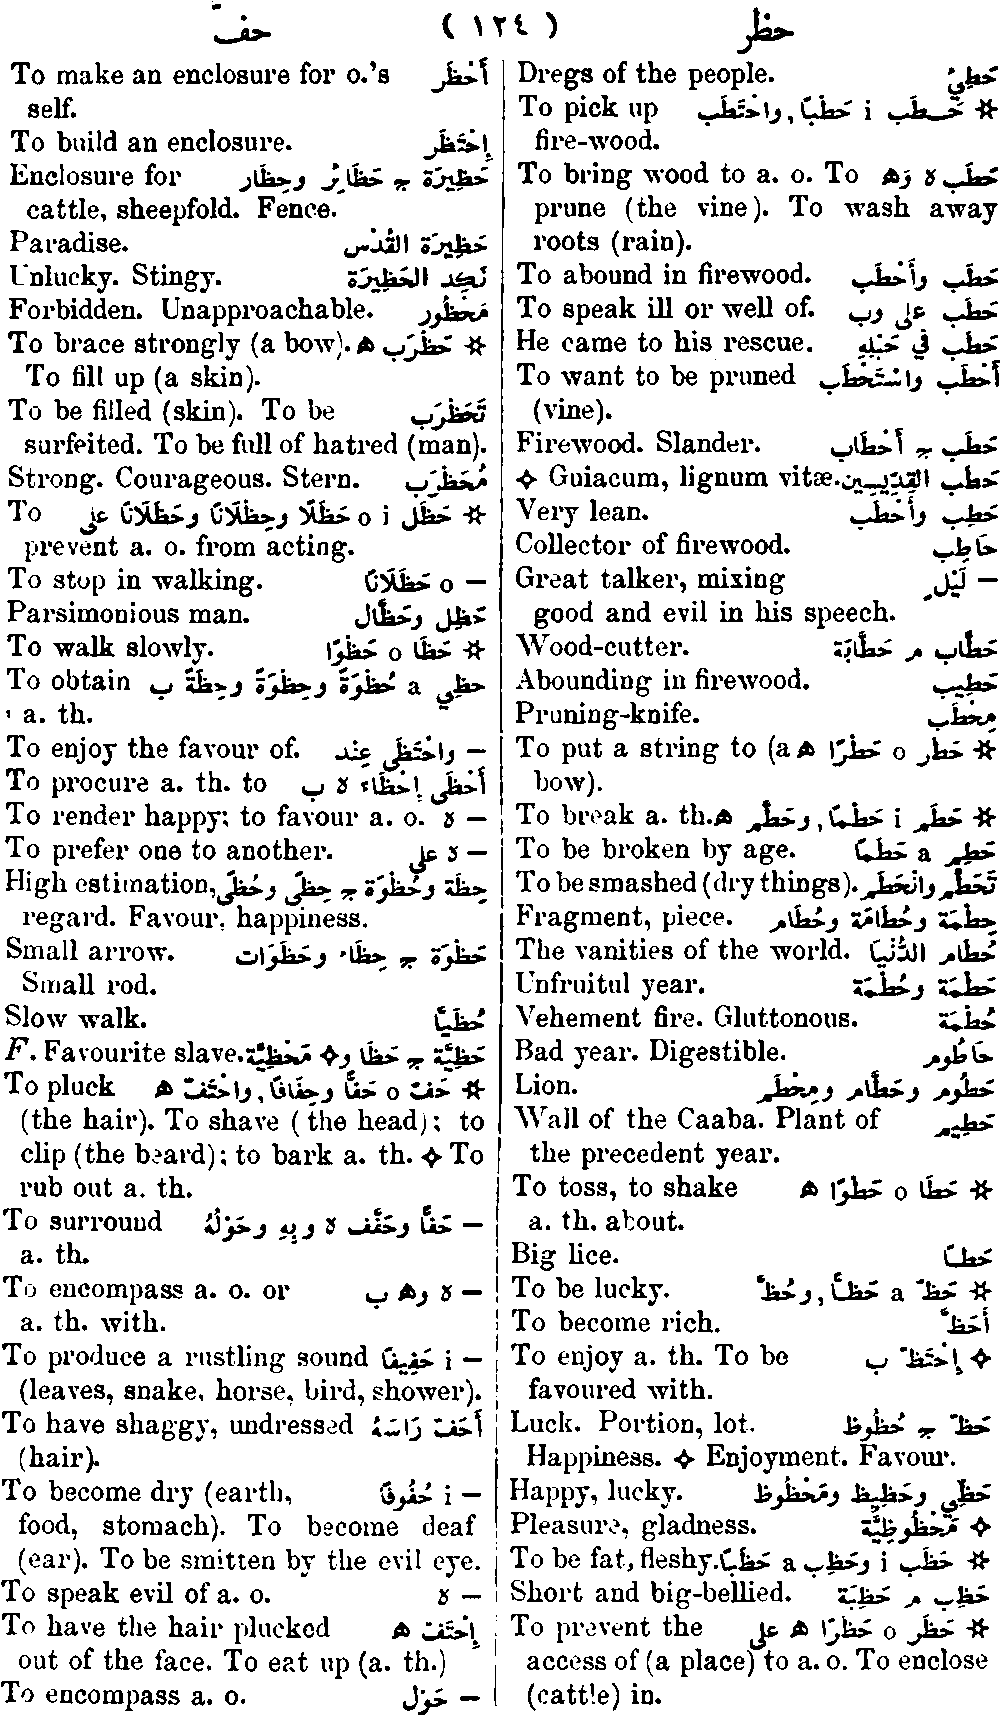 حظر ( ١٢٤ ) حفّ
Dregs of the people. حَطِيْ
To pick up ✲ حَطَب i حَطْبًا, واحْتَطَب
fire-wood.
To bring wood to a. o. To حَطَب ه وَه
prune (the vine). To wash away
roots (rain).
To abound in firewood. حَطَب وأَحْطَب
To speak ill or well of. حَطَب على وب
He came to his rescue. حَطَب في حَبْلِهِ
To want to be pruned أَحْطَب واسْتَحْطَب
(vine).
Firewood. Slander. حَطَب ج أَحْطَاب
✧ Guiacum, lignum vitæ. حَطَب القِدِّيسِين
Very lean. حَطِب وأَحْطَب
Collector of firewood. حَاطِب
Great talker, mixing — لَيْل
good and evil in his speech.
Wood-cutter. حَطَّاب م حَطَّابَة
Abounding in firewood. حَطِيب
Pruning-knife. مِحْطَب
To put a string to (a ✲ حَطَر o حَطْرًا ه
bow).
To break a. th. ✲ حَطَم i حَطْمًا, وحَطَّم ه
To be broken by age. حَطِم a حَطَمًا
To be smashed (dry things). تَحَطَّم وانْحَطَم
Fragment, piece. حِطْمَة وحُطَامَة وحُطَام
The vanities of the world. حُطَام الدُّنْيَا
Unfruitul year. حَطْمَة وحُطْمَة
Vehement fire. Gluttonous. حُطَمَة
Bad year. Digestible. حَاطُوم
Lion. حَطُوم وحَطَّام ومِحْطَم
Wall of the Caaba. Plant of حَطِيم
the precedent year.
To toss, to shake ✲ حَطَا o حَطْوًا ه
a. th. about.
Big lice. حَطًا
To be lucky. ✲ حَظّ a حَظًّا, وحُظَّ
To become rich. أَحَظَّ
To enjoy a. th. To be ✧ إِحْتَظّ ب
favoured with.
Luck. Portion, lot. حَظّ ج حُظُوظ
Happiness. ✧ Enjoyment. Favour.
Happy, lucky. حَظِّي وحَظِيظ ومَحْظُوظ
Pleasure, gladness. ✧ مَحْظُوظِيَّة
To be fat, fleshy. ✲ حَظَب i وحَظِب a حَظَبًا
Short and big-bellied. حَظِب م حَظِبَة
To prevent the ✲ حَظَر o حَظْرًا ه على
access of (a place) to a. o. To enclose
(cattle) in.
To make an enclosure for o.'s أَحْظَر
self.
To build an enclosure. إِحْتَظَر
Enclosure for حَظِيرَة ج حَظَائِر وحِظَار
cattle, sheepfold. Fence.
Paradise. حَظِيرَة القُدْس
Unlucky. Stingy. نَكِد الحَظِيرَة
Forbidden. Unapproachable. مَحْظُور
To brace strongly (a bow). ✲ حَظْرَب ه
To fill up (a skin).
To be filled (skin). To be تَحَظْرَب
surfeited. To be full of hatred (man).
Strong. Courageous. Stern. مُحَظْرَب
To ✲ حَظَل o i حَظْلًا وحِظْلَانًا وحَظَلَانًا على
prevent a. o. from acting.
To stop in walking. — o حَظَلَانًا
Parsimonious man. حَظِل وحَظَّال
To walk slowly. ✲ حَظَا o حَظْوًا
To obtain حظِي a حُظْوَةً وحِظْوَةً وحِظَةً ب
a. th.
To enjoy the favour of. — واحْتَظَى عِنْد
To procure a. th. to أَحْظَى إِحْظَاء ه ب
To render happy; to favour a. o. — ه
To prefer one to another. — ه على
High estimation, حِظَة وحُظْوَة ج حِظًى وحُظًى
regard. Favour, happiness.
Small arrow. حَظْوَة ج حِظَاء وحَظَوَات
Small rod.
Slow walk. حُظَيَّا
F. Favourite slave. حَظِيَّة ج حَظَا و✧ مَحْظِيَّة
To pluck ✲ حَفّ o حَفًّا وحِفَافًا, واحْتَفّ ه
(the hair). To shave (the head); to
clip (the beard); to bark a. th. ✧ To
rub out a. th.
To surround — حَفًّا وحَفَّف ه وبِهِ وحَوْلَهُ
a. th.
To encompass a. o. or — ه وه ب
a. th. with.
To produce a rustling sound — i حَفِيفًا
(leaves, snake, horse, bird, shower).
To have shaggy, undressed أَحَفّ رَاسَهُ
(hair).
To become dry (earth, — i حُفُوفًا
food, stomach). To become deaf
(ear). To be smitten by the evil eye.
To speak evil of a. o. — ه
To have the hair plucked إِحْتَفّ ه
out of the face. To eat up (a. th.)
To encompass a. o. — حَوْل